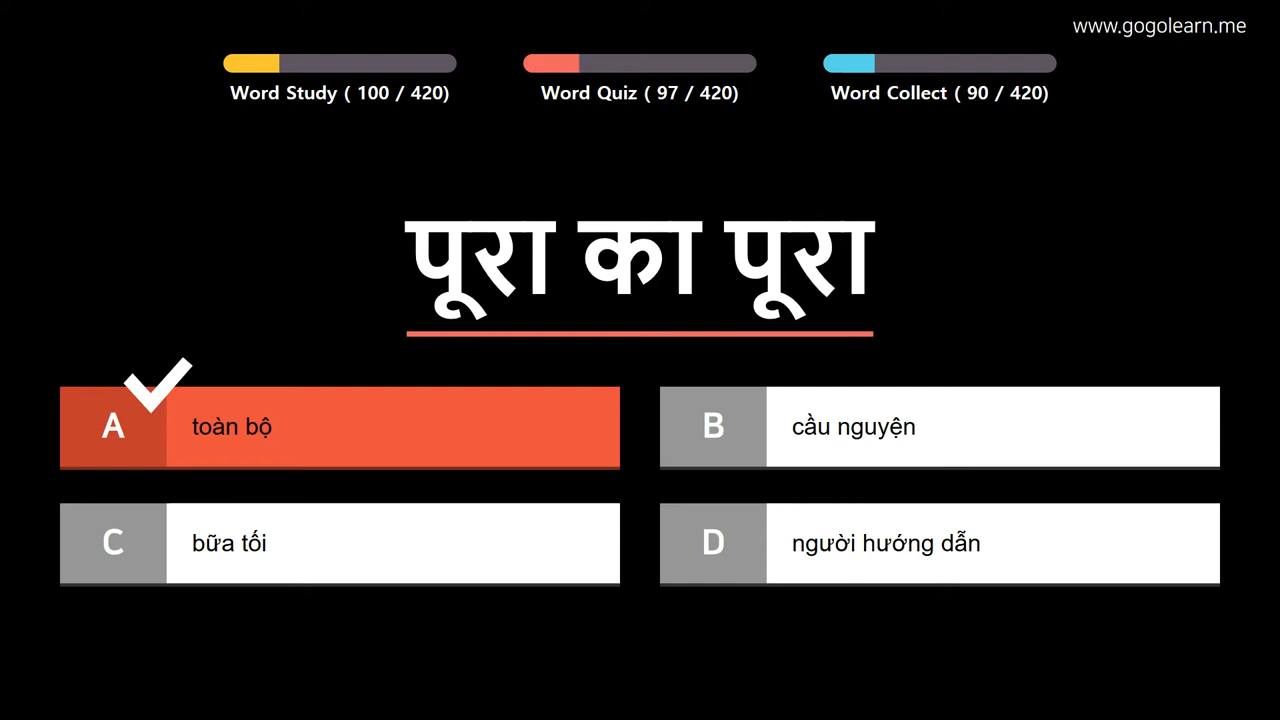 www.gogolearn.me
Word Study ( 100 / 420)
Word Quiz ( 97 / 420)
Word Collect ( 90 / 420)
पूरा का पूरा
A toàn bộ
B cầu nguyện
C bữa tối
D người hướng dẫn